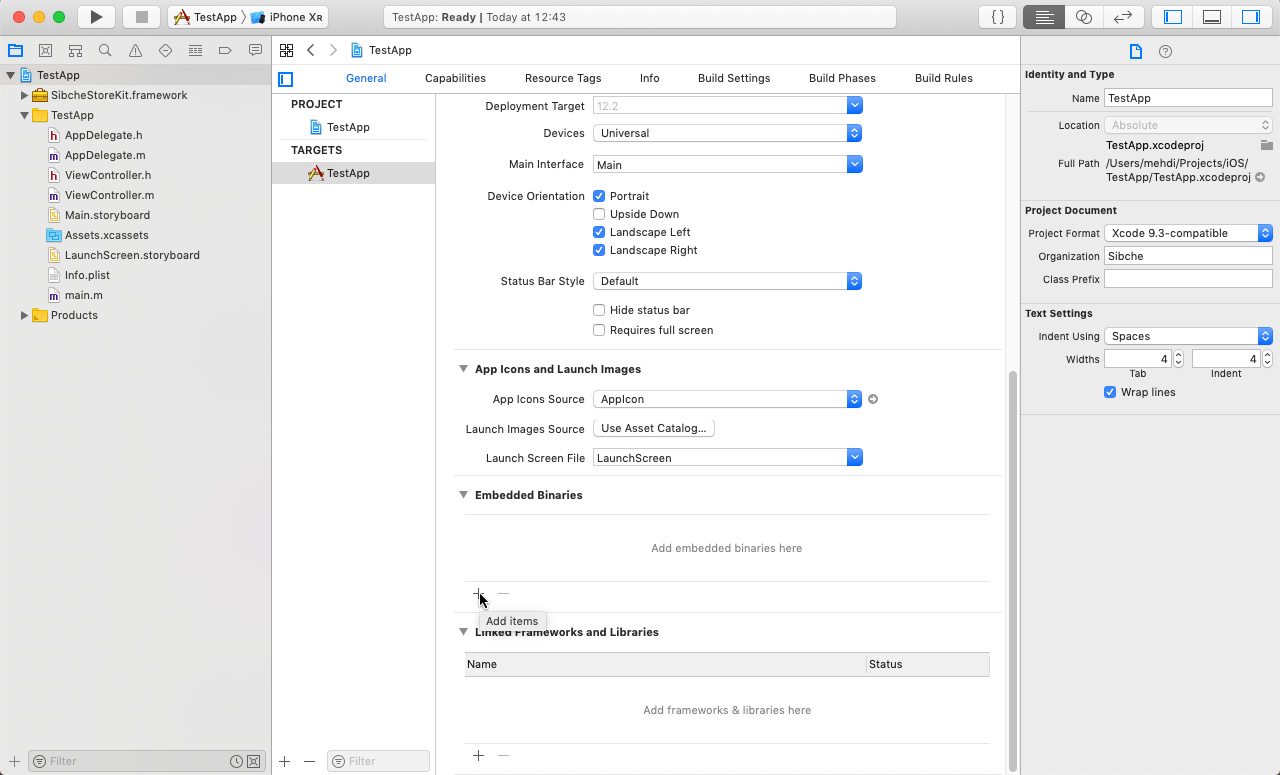 TestApp
iPhone Xʀ
TestApp: Ready | Today at 12:43
TestApp
SibcheStoreKit.framework
TestApp
AppDelegate.h
AppDelegate.m
ViewController.h
ViewController.m
Main.storyboard
Assets.xcassets
LaunchScreen.storyboard
Info.plist
main.m
Products
Filter
TestApp
General
Capabilities
Resource Tags
Info
Build Settings
Build Phases
Build Rules
PROJECT
TestApp
TARGETS
TestApp
Filter
Deployment Target 12.2
Devices Universal
Main Interface Main
Device Orientation Portrait
Upside Down
Landscape Left
Landscape Right
Status Bar Style Default
Hide status bar
Requires full screen
App Icons and Launch Images
App Icons Source AppIcon
Launch Images Source Use Asset Catalog...
Launch Screen File LaunchScreen
Embedded Binaries
Add embedded binaries here
Add items
Linked Frameworks and Libraries
Name Status
Add frameworks & libraries here
Identity and Type
Name TestApp
Location Absolute
TestApp.xcodeproj
Full Path /Users/mehdi/Projects/iOS/
TestApp/TestApp.xcodeproj
Project Document
Project Format Xcode 9.3-compatible
Organization Sibche
Class Prefix
Text Settings
Indent Using Spaces
Widths 4 4
Tab Indent
Wrap lines